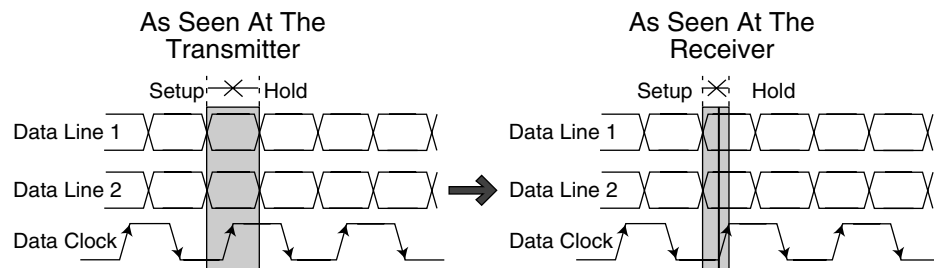 As Seen At The
Transmitter
Setup Hold
Data Line 1
Data Line 2
Data Clock
As Seen At The
Receiver
Setup Hold
Data Line 1
Data Line 2
Data Clock